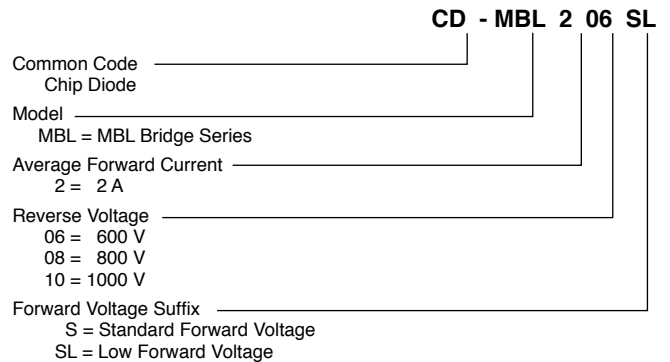 CD - MBL 2 06 SL
Common Code
Chip Diode
Model
MBL = MBL Bridge Series
Average Forward Current
2 = 2 A
Reverse Voltage
06 = 600 V
08 = 800 V
10 = 1000 V
Forward Voltage Suffix
S = Standard Forward Voltage
SL = Low Forward Voltage